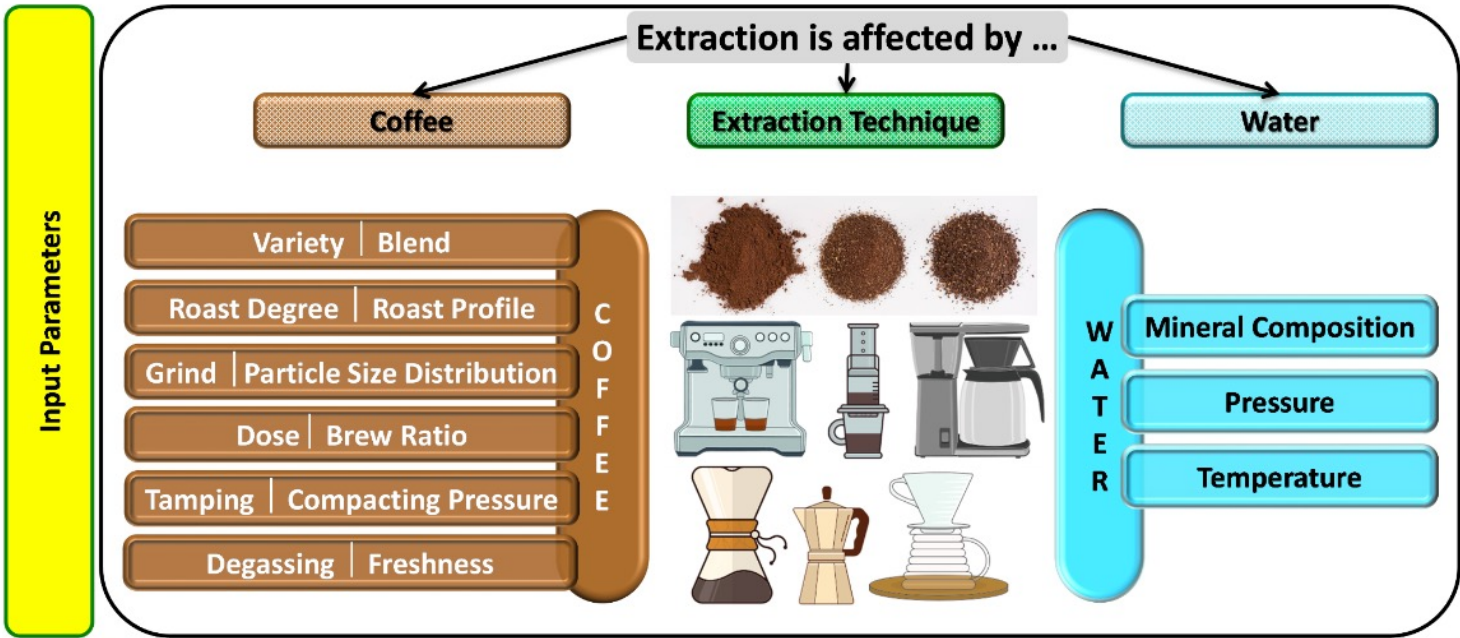 Extraction is affected by ...
Coffee
Extraction Technique
Water
Input Parameters
Variety | Blend
Roast Degree | Roast Profile
Grind | Particle Size Distribution
Dose | Brew Ratio
Tamping | Compacting Pressure
Degassing | Freshness
COFFEE
WATER
Mineral Composition
Pressure
Temperature